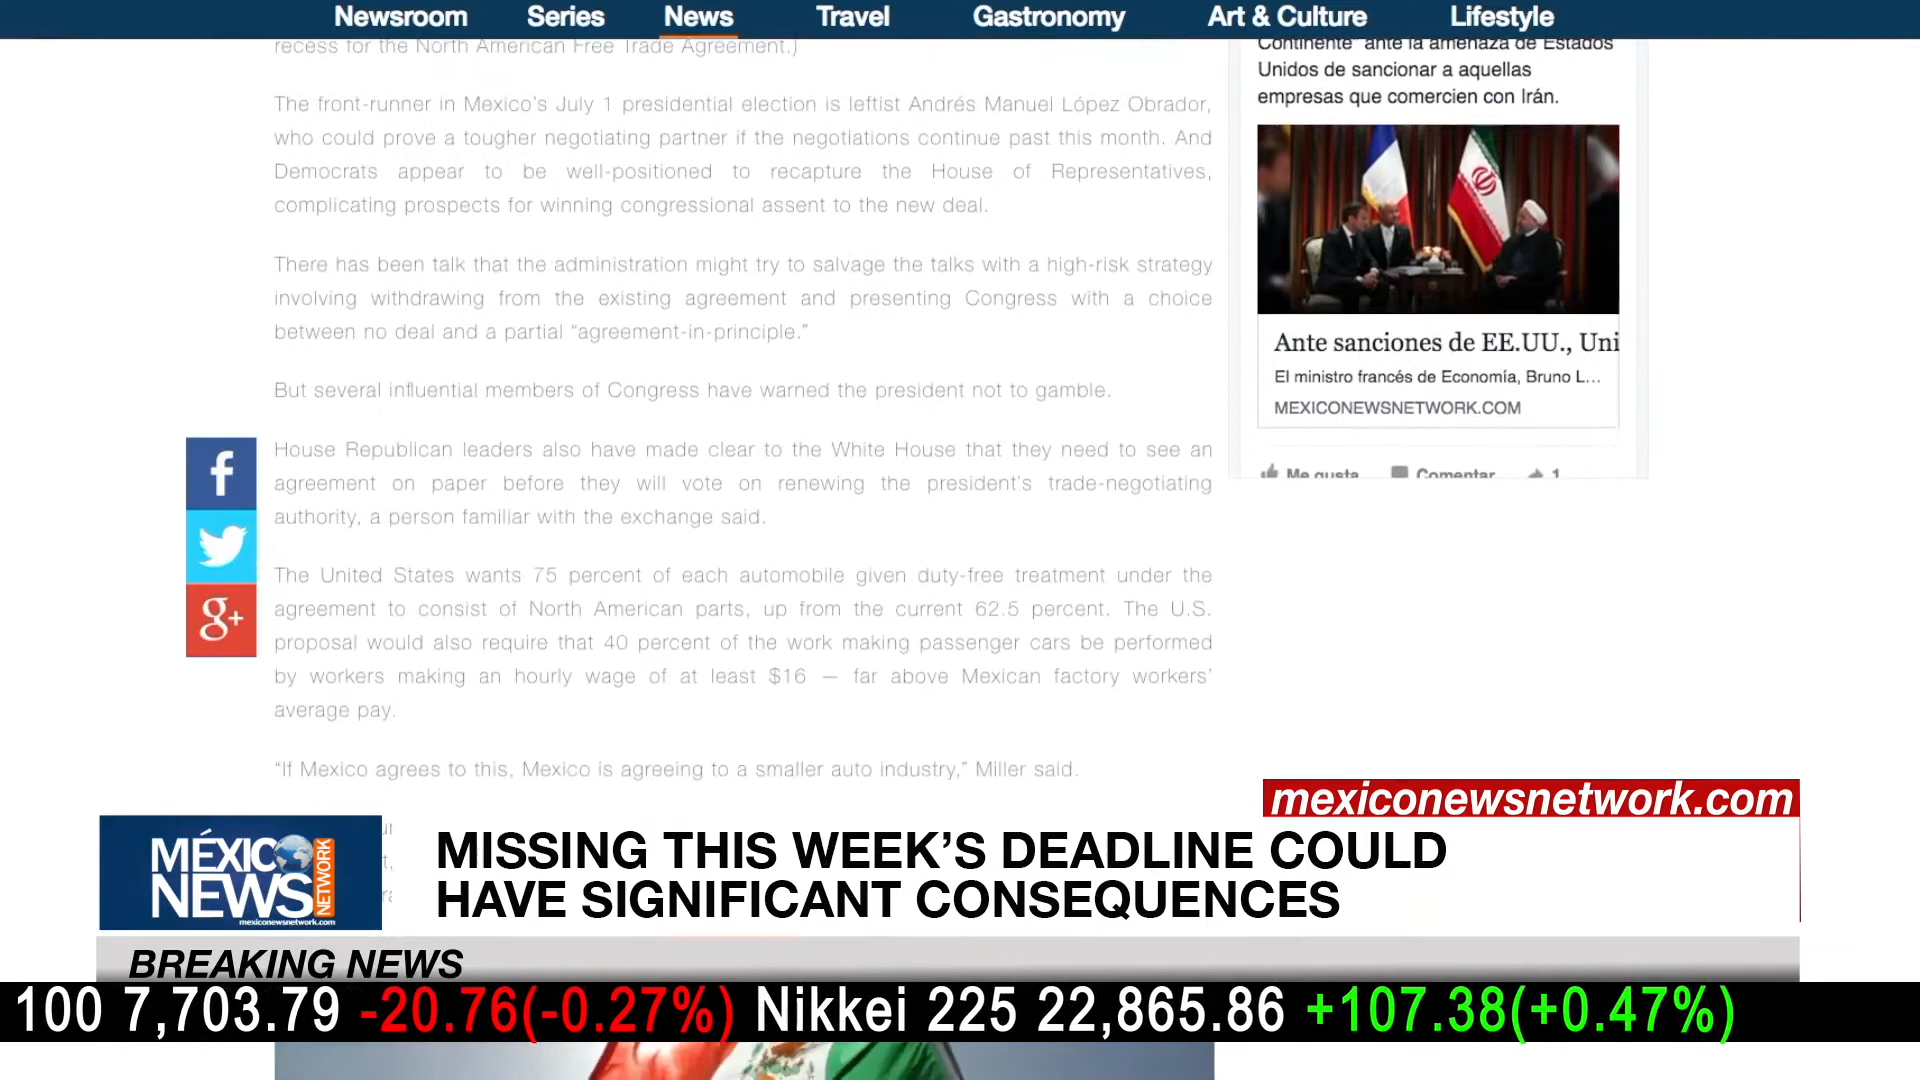 Newsroom Series News Travel Gastronomy Art & Culture Lifestyle
recess for the North American Free Trade Agreement.)
The front-runner in Mexico’s July 1 presidential election is leftist Andrés Manuel López Obrador,
who could prove a tougher negotiating partner if the negotiations continue past this month. And
Democrats appear to be well-positioned to recapture the House of Representatives,
complicating prospects for winning congressional assent to the new deal.
There has been talk that the administration might try to salvage the talks with a high-risk strategy
involving withdrawing from the existing agreement and presenting Congress with a choice
between no deal and a partial “agreement-in-principle.”
But several influential members of Congress have warned the president not to gamble.
House Republican leaders also have made clear to the White House that they need to see an
agreement on paper before they will vote on renewing the president’s trade-negotiating
authority, a person familiar with the exchange said.
The United States wants 75 percent of each automobile given duty-free treatment under the
agreement to consist of North American parts, up from the current 62.5 percent. The U.S.
proposal would also require that 40 percent of the work making passenger cars be performed
by workers making an hourly wage of at least $16 — far above Mexican factory workers’
average pay.
“If Mexico agrees to this, Mexico is agreeing to a smaller auto industry,” Miller said.
Continente" ante la amenaza de Estados
Unidos de sancionar a aquellas
empresas que comercien con Irán.
Ante sanciones de EE.UU., Uni
El ministro francés de Economía, Bruno L...
MEXICONEWSNETWORK.COM
Me gusta Comentar 1
f
g+
mexiconewsnetwork.com
MÉXICO
NEWS
NETWORK
mexiconewsnetwork.com
MISSING THIS WEEK’S DEADLINE COULD
HAVE SIGNIFICANT CONSEQUENCES
BREAKING NEWS
100 7,703.79 -20.76(-0.27%) Nikkei 225 22,865.86 +107.38(+0.47%)